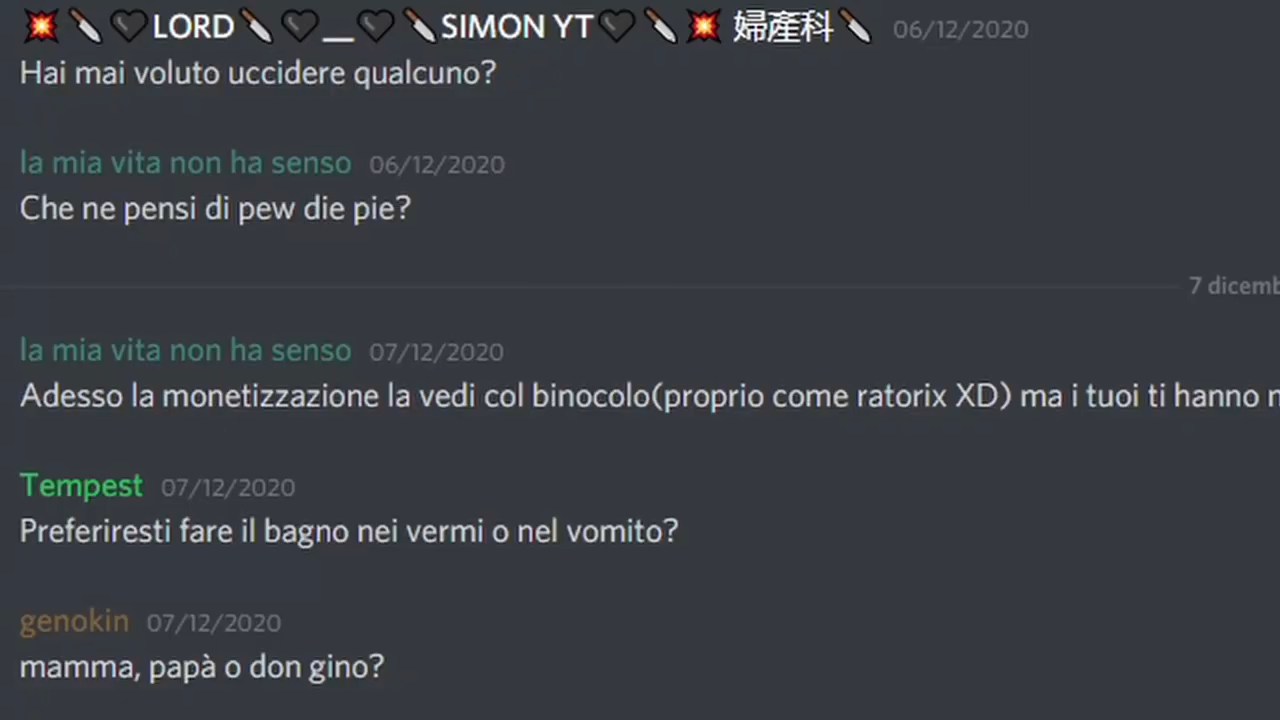 💥🔪🖤LORD🔪🖤__🖤🔪SIMON YT🖤🔪💥 婦產科🔪 06/12/2020
Hai mai voluto uccidere qualcuno?
la mia vita non ha senso 06/12/2020
Che ne pensi di pew die pie?
7 dicemb
la mia vita non ha senso 07/12/2020
Adesso la monetizzazione la vedi col binocolo(proprio come ratorix XD) ma i tuoi ti hanno
Tempest 07/12/2020
Preferiresti fare il bagno nei vermi o nel vomito?
genokin 07/12/2020
mamma, papà o don gino?